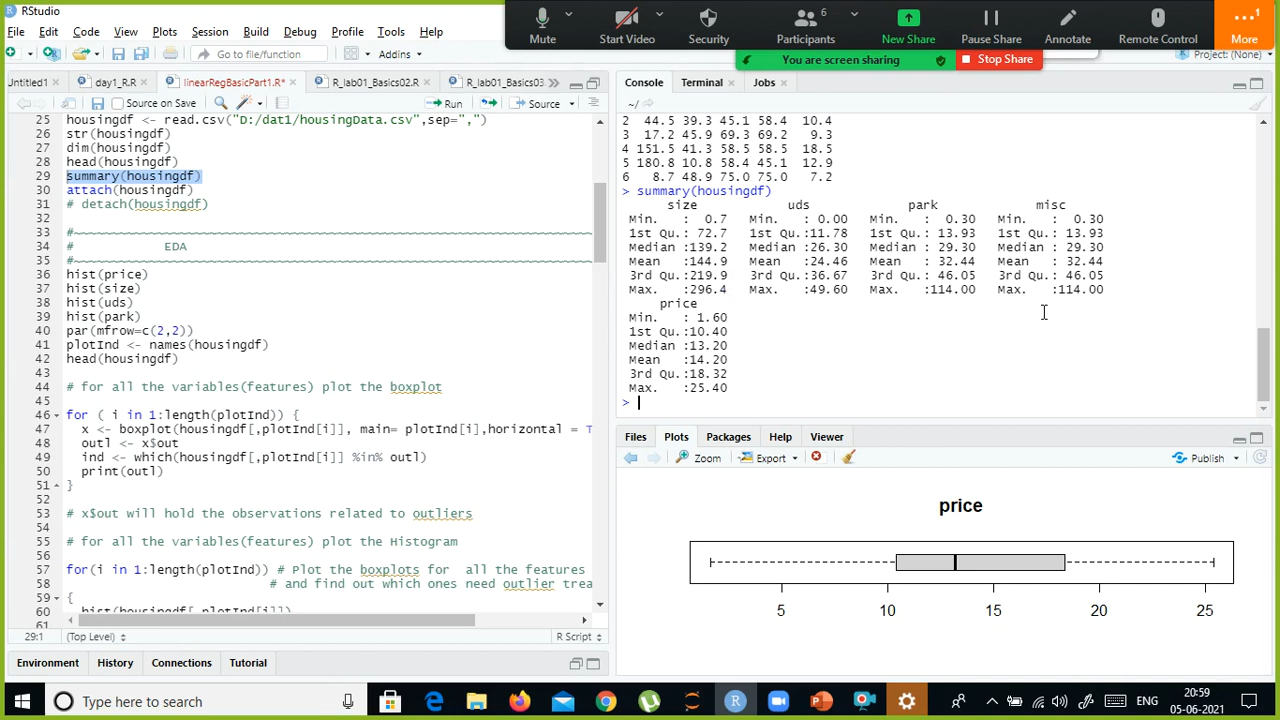 RStudio
File Edit Code View Plots Session Build Debug Profile Tools Help
Mute Start Video Security 6 Participants New Share Pause Share Annotate Remote Control More
You are screen sharing Stop Share
Go to file/function Addins Project: (None)
Untitled1 day1_R.R linearRegBasicPart1.R* R_lab01_Basics02.R R_lab01_Basics03
Source on Save Run Source
25 housingdf <- read.csv("D:/dat1/housingData.csv",sep=",")
26 str(housingdf)
27 dim(housingdf)
28 head(housingdf)
29 summary(housingdf)
30 attach(housingdf)
31 # detach(housingdf)
32
33 #~~~~~~~~~~~~~~~~~~~~~~~~~~~~~~~~~~~~~~~~~~~~~~~~~~~~~~~~~~~~~~~~~~~~~~~~~
34 # EDA
35 #~~~~~~~~~~~~~~~~~~~~~~~~~~~~~~~~~~~~~~~~~~~~~~~~~~~~~~~~~~~~~~~~~~~~~~~~~
36 hist(price)
37 hist(size)
38 hist(uds)
39 hist(park)
40 par(mfrow=c(2,2))
41 plotInd <- names(housingdf)
42 head(housingdf)
43
44 # for all the variables(features) plot the boxplot
45
46 for ( i in 1:length(plotInd)) {
47 x <- boxplot(housingdf[,plotInd[i]], main= plotInd[i],horizontal = T
48 outl <- x$out
49 ind <- which(housingdf[,plotInd[i]] %in% outl)
50 print(outl)
51 }
52
53 # x$out will hold the observations related to outliers
54
55 # for all the variables(features) plot the Histogram
56
57 for(i in 1:length(plotInd)) # Plot the boxplots for all the features
58 # and find out which ones need outlier trea
59 {
60 hist(housingdf[,plotInd[i]])
61
29:1 (Top Level) R Script
Environment History Connections Tutorial
Console Terminal Jobs
~/
2 44.5 39.3 45.1 58.4 10.4
3 17.2 45.9 69.3 69.2 9.3
4 151.5 41.3 58.5 58.5 18.5
5 180.8 10.8 58.4 45.1 12.9
6 8.7 48.9 75.0 75.0 7.2
> summary(housingdf)
size uds park misc
Min. : 0.7 Min. : 0.00 Min. : 0.30 Min. : 0.30
1st Qu.: 72.7 1st Qu.:11.78 1st Qu.: 13.93 1st Qu.: 13.93
Median :139.2 Median :26.30 Median : 29.30 Median : 29.30
Mean :144.9 Mean :24.46 Mean : 32.44 Mean : 32.44
3rd Qu.:219.9 3rd Qu.:36.67 3rd Qu.: 46.05 3rd Qu.: 46.05
Max. :296.4 Max. :49.60 Max. :114.00 Max. :114.00
price
Min. : 1.60
1st Qu.:10.40
Median :13.20
Mean :14.20
3rd Qu.:18.32
Max. :25.40
>
Files Plots Packages Help Viewer
Zoom Export Publish
price
5 10 15 20 25
Type here to search
ENG 20:59
05-06-2021